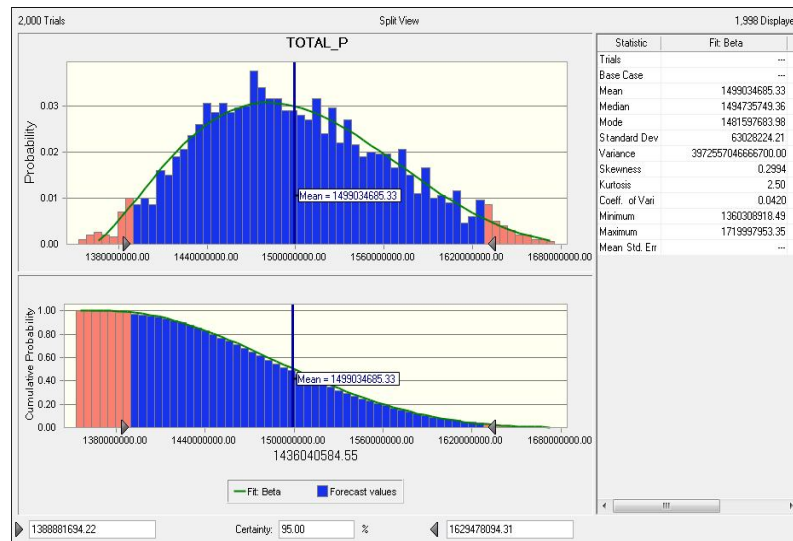 2,000 Trials Split View 1,998 Displaye
TOTAL_P
Probability
0.03
0.02
0.01
0.00
Mean = 1499034685.33
1380000000.00 1440000000.00 1500000000.00 1560000000.00 1620000000.00 1680000000.00
Cumulative Probability
1.00
0.80
0.60
0.40
0.20
0.00
Mean = 1499034685.33
1380000000.00 1440000000.00 1500000000.00 1560000000.00 1620000000.00 1680000000.00
1436040584.55
Fit: Beta Forecast values
Statistic Fit: Beta
Trials ---
Base Case ---
Mean 1499034685.33
Median 1494735749.36
Mode 1481597683.98
Standard Dev 63028224.21
Variance 3972557046666700.00
Skewness 0.2994
Kurtosis 2.50
Coeff. of Vari 0.0420
Minimum 1360308918.49
Maximum 1719997953.35
Mean Std. Err ---
1388881694.22 Certainty: 95.00 % 1629478094.31